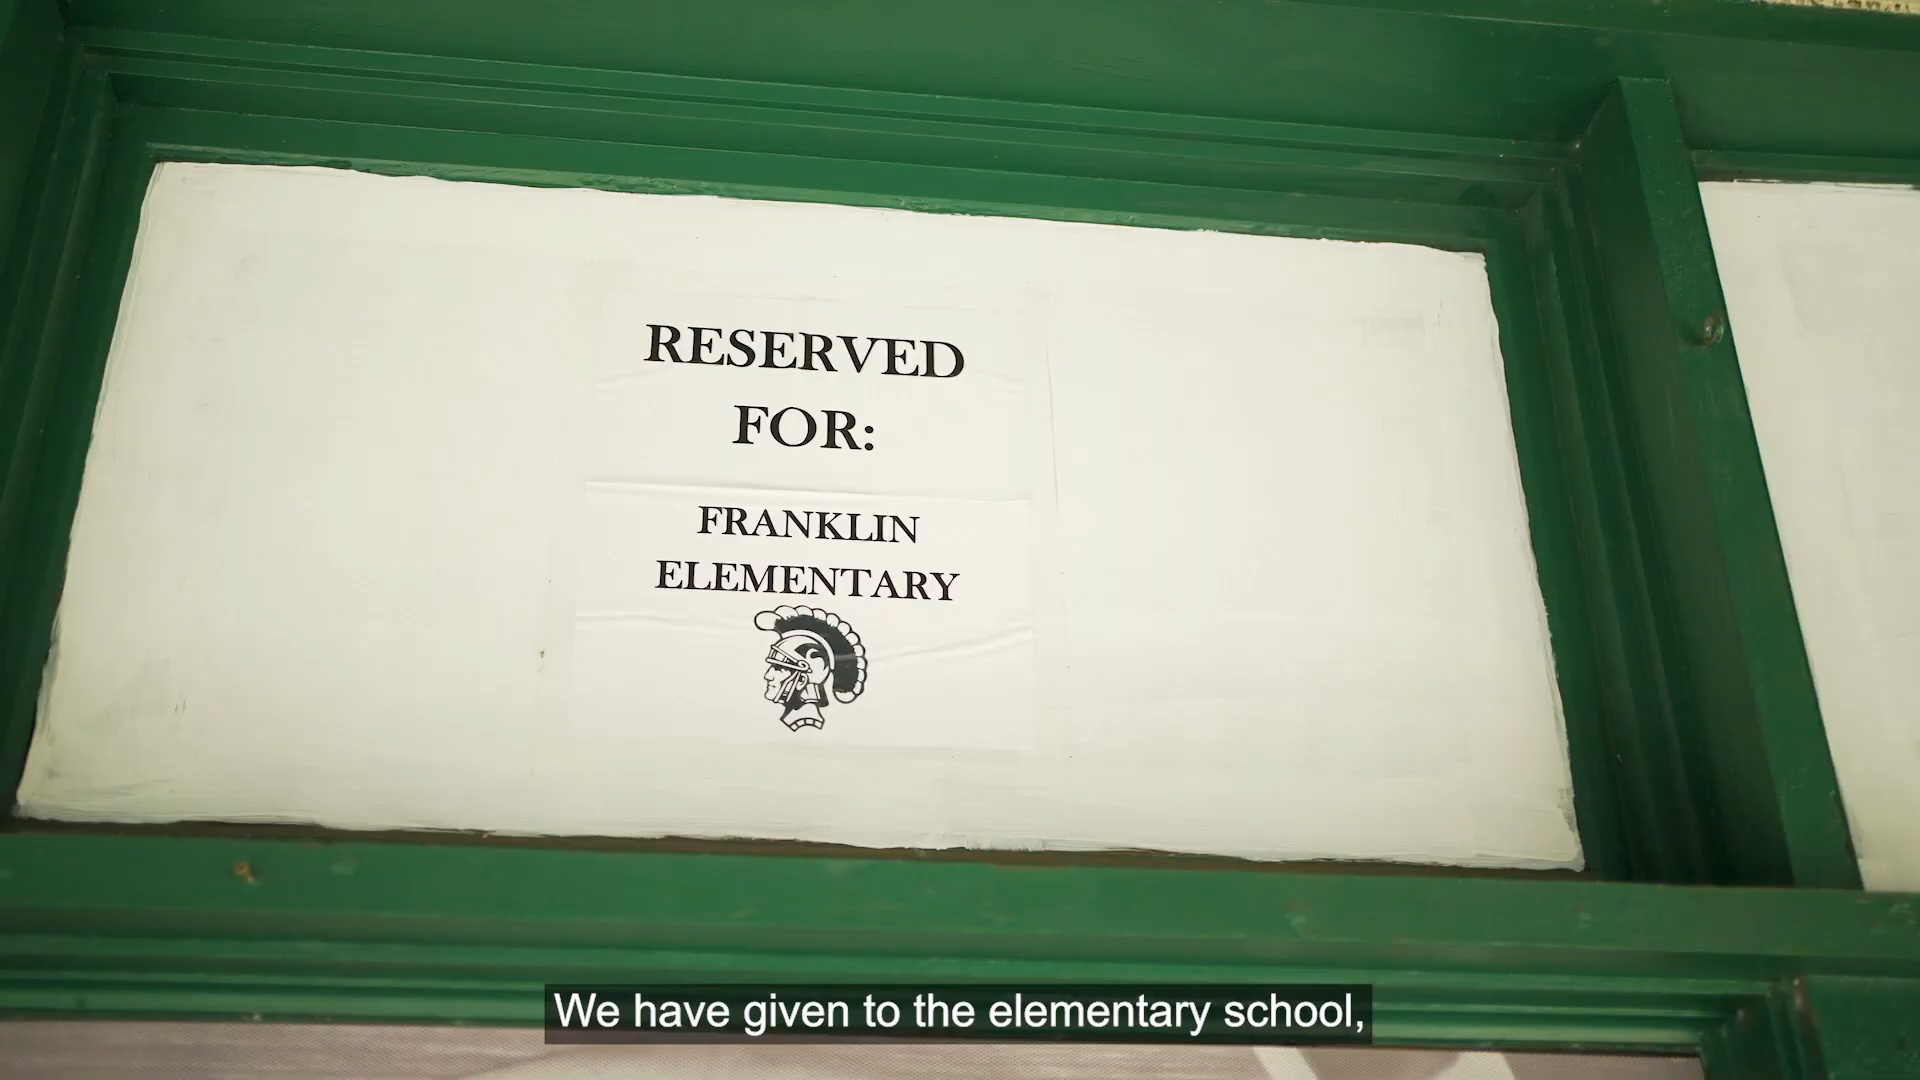 RESERVED
FOR:
FRANKLIN
ELEMENTARY
We have given to the elementary school,